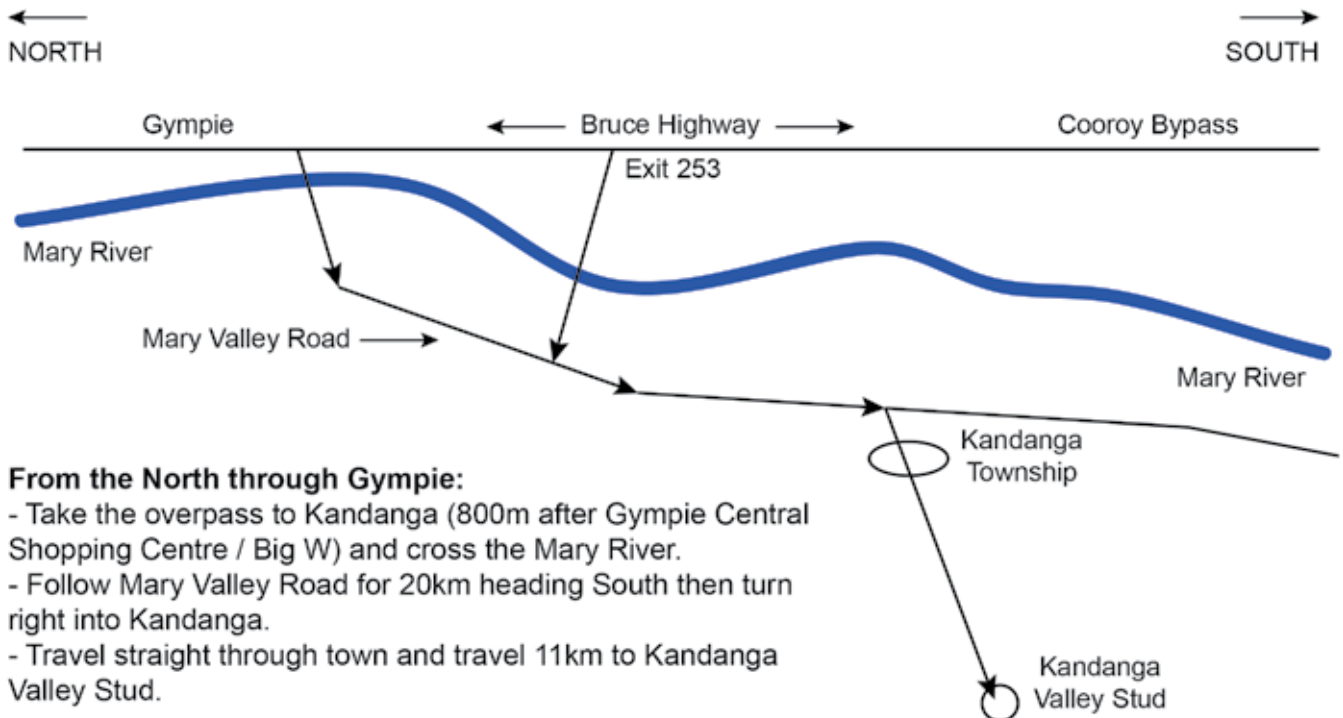 NORTH
SOUTH
Gympie
Bruce Highway
Cooroy Bypass
Exit 253
Mary River
Mary Valley Road
Mary River
Kandanga
Township
From the North through Gympie:
- Take the overpass to Kandanga (800m after Gympie Central
Shopping Centre / Big W) and cross the Mary River.
- Follow Mary Valley Road for 20km heading South then turn
right into Kandanga.
- Travel straight through town and travel 11km to Kandanga
Valley Stud.
Kandanga
Valley Stud